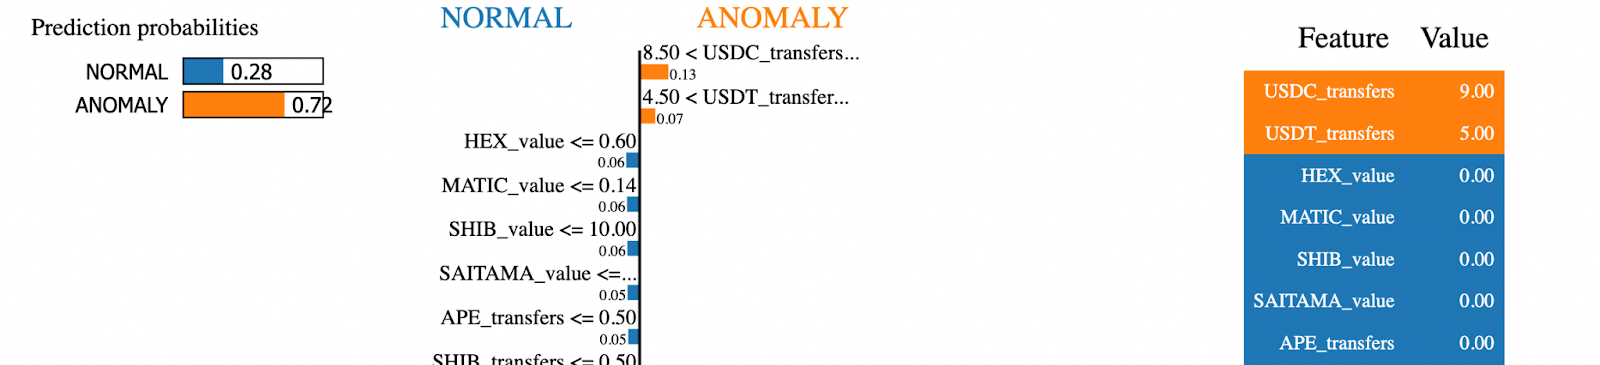 Prediction probabilities
NORMAL 0.28
ANOMALY 0.72
NORMAL ANOMALY
8.50 < USDC_transfers...
0.13
4.50 < USDT_transfer...
0.07
HEX_value <= 0.60
0.06
MATIC_value <= 0.14
0.06
SHIB_value <= 10.00
0.06
SAITAMA_value <=...
0.05
APE_transfers <= 0.50
0.05
SHIB_transfers <= 0.50
Feature Value
USDC_transfers 9.00
USDT_transfers 5.00
HEX_value 0.00
MATIC_value 0.00
SHIB_value 0.00
SAITAMA_value 0.00
APE_transfers 0.00